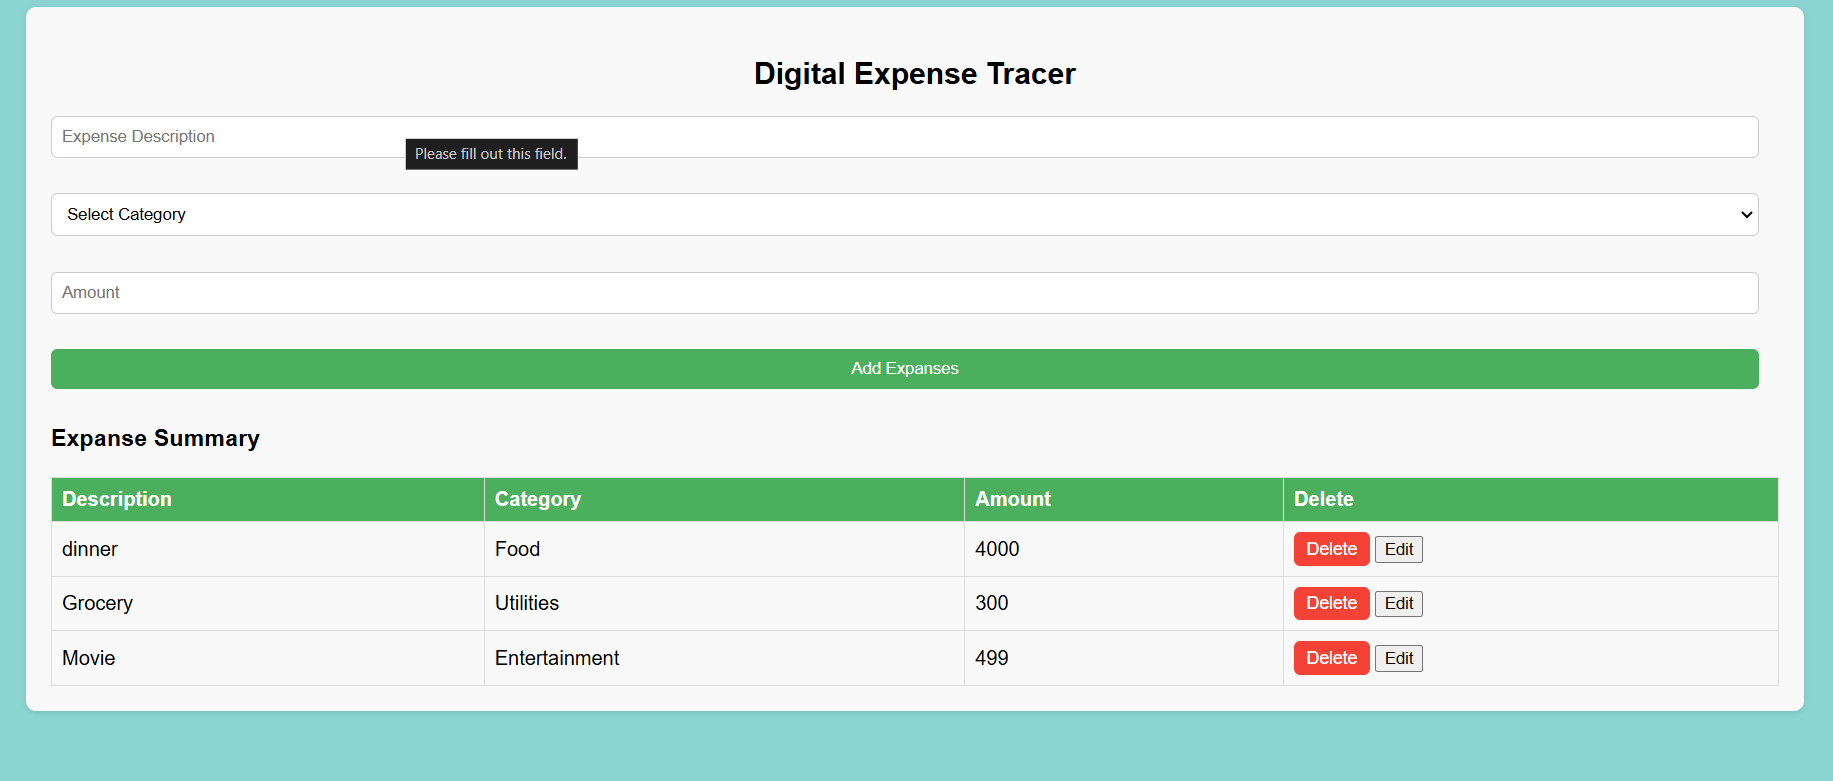 Digital Expense Tracer
Expense Description
Please fill out this field.
Select Category
Amount
Add Expanses
Expanse Summary
Description Category Amount Delete
dinner Food 4000 Delete Edit
Grocery Utilities 300 Delete Edit
Movie Entertainment 499 Delete Edit